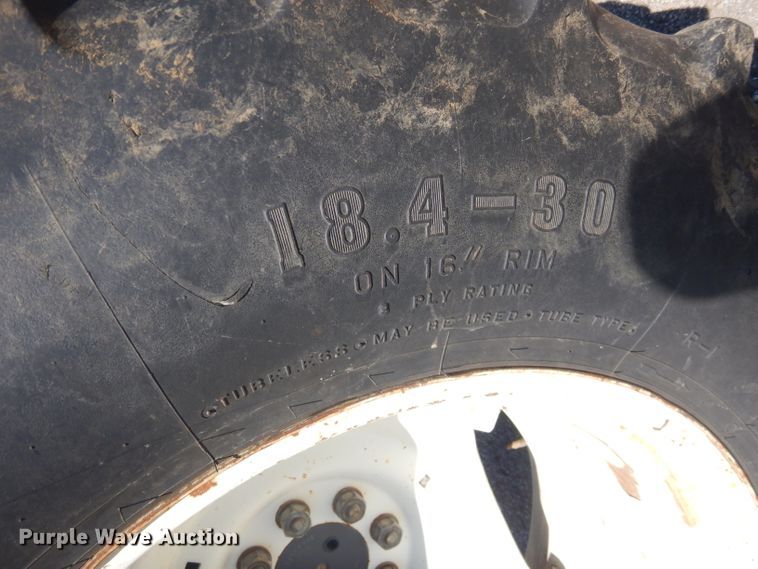 18.4-30
ON 16" RIM
PLY RATING
•TUBELESS•MAY BE USED•TUBE TYPE•
R-1
Purple Wave Auction